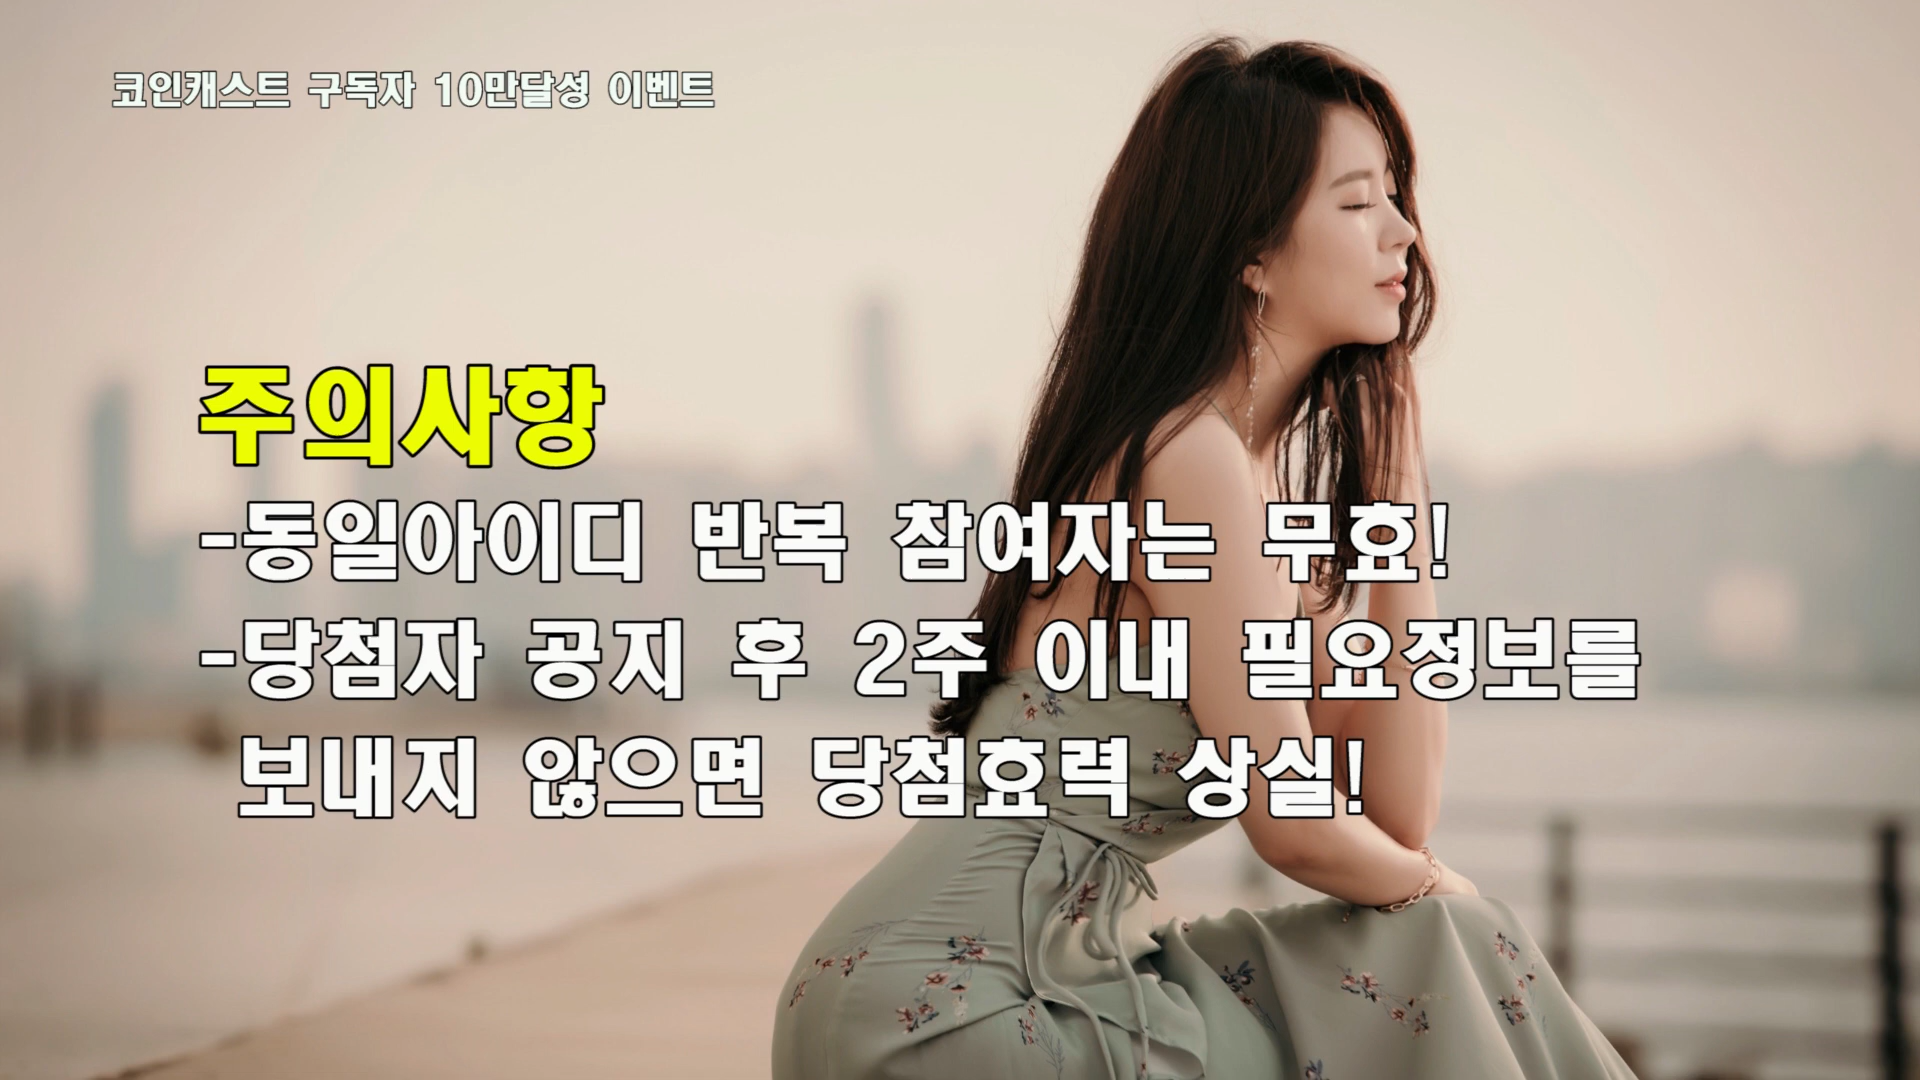 코인캐스트 구독자 10만달성 이벤트
주의사항
-동일아이디 반복 참여자는 무효!
-당첨자 공지 후 2주 이내 필요정보를
보내지 않으면 당첨효력 상실!